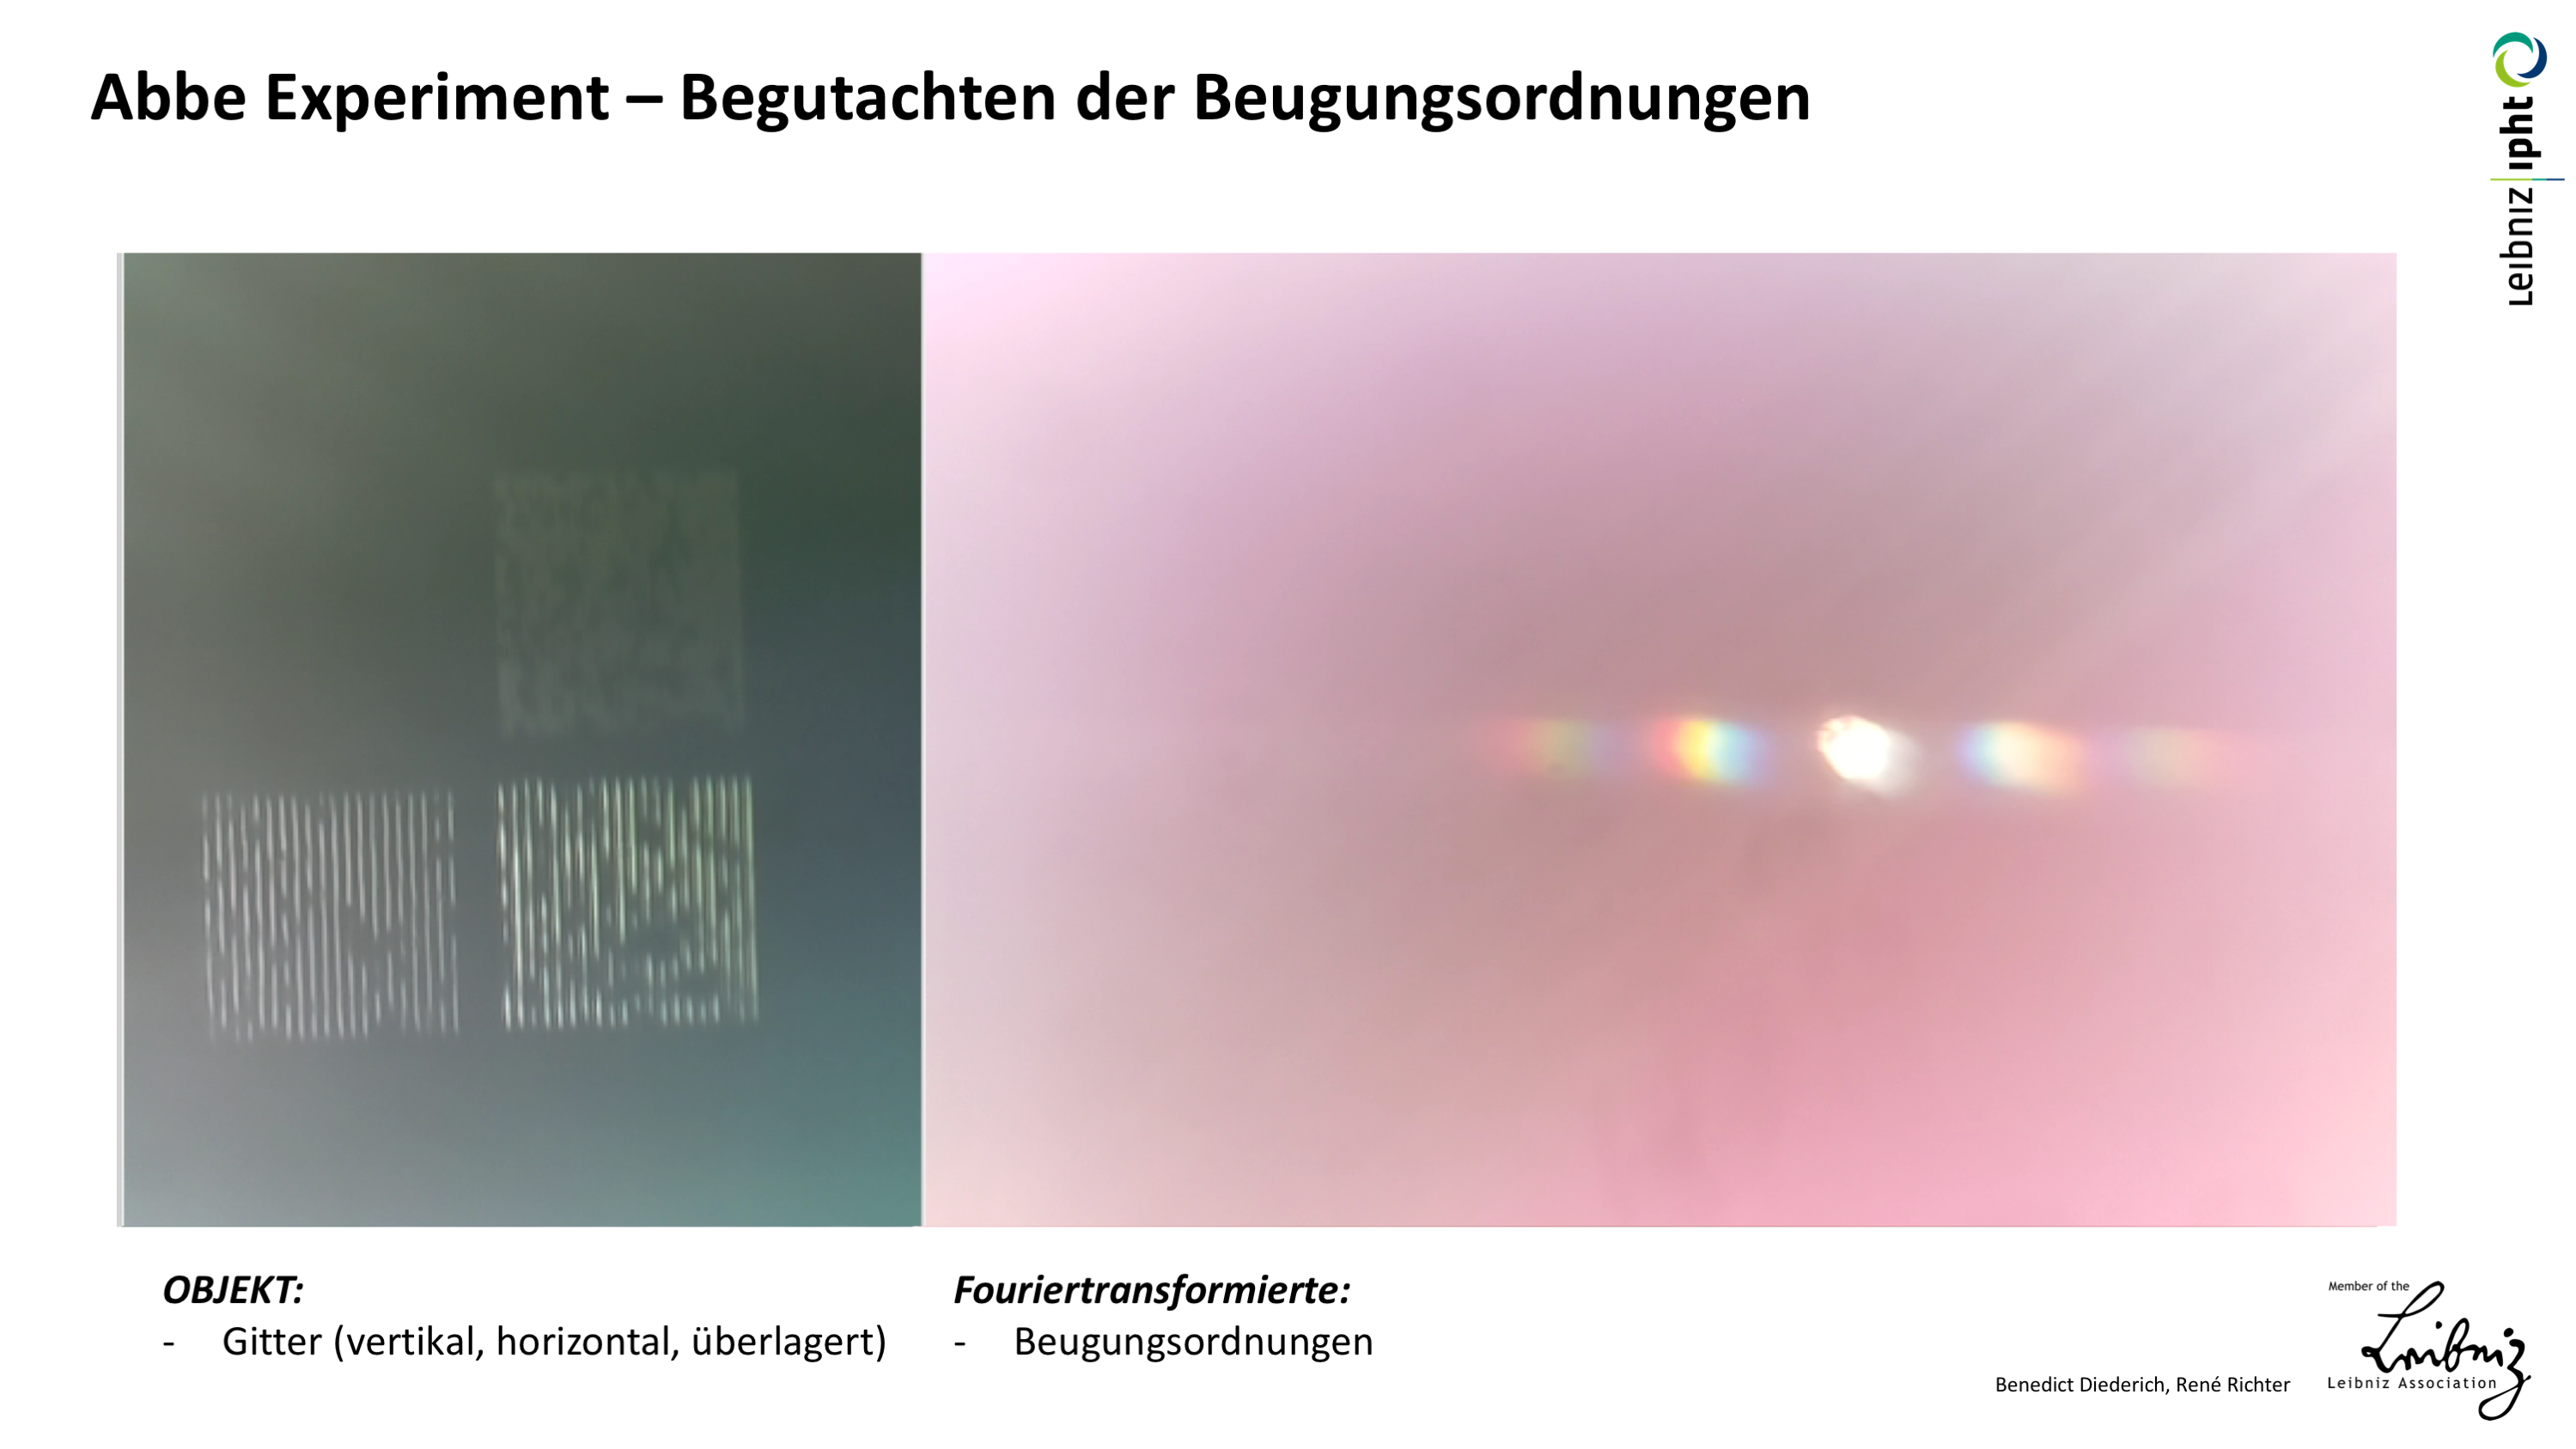 Abbe Experiment – Begutachten der Beugungsordnungen
Leibniz ipht
OBJEKT:
- Gitter (vertikal, horizontal, überlagert)
Fouriertransformierte:
- Beugungsordnungen
Benedict Diederich, René Richter
Member of the
Leibniz
Leibniz Association